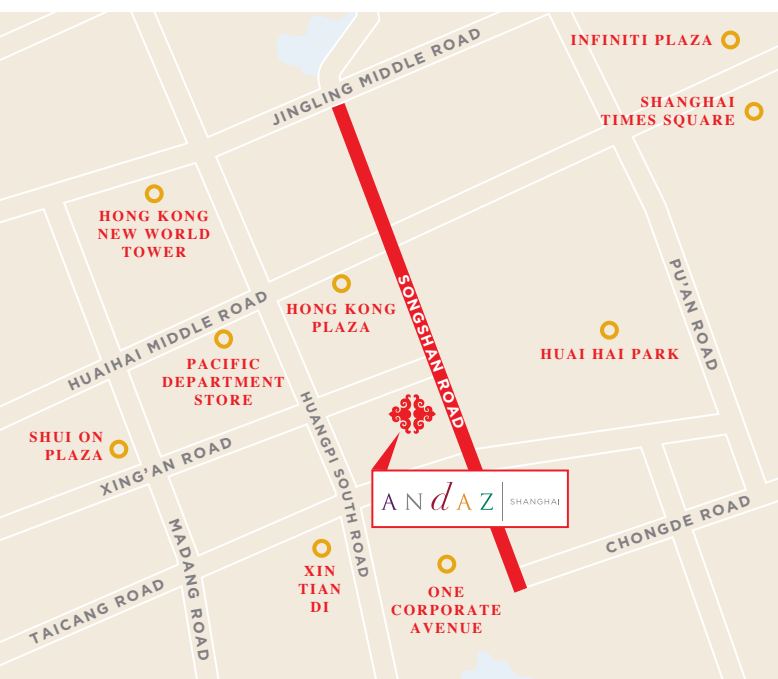 INFINITI PLAZA
JINGLING MIDDLE ROAD
SHANGHAI
TIMES SQUARE
HONG KONG
NEW WORLD
TOWER
PU'AN ROAD
SONGSHAN ROAD
HONG KONG
PLAZA
HUAIHAI MIDDLE ROAD
HUAI HAI PARK
PACIFIC
DEPARTMENT
STORE
HUANGPI SOUTH ROAD
SHUI ON
PLAZA
XING'AN ROAD
ANdAZ SHANGHAI
MADANG ROAD
CHONGDE ROAD
XIN
TIAN
DI
ONE
CORPORATE
AVENUE
TAICANG ROAD